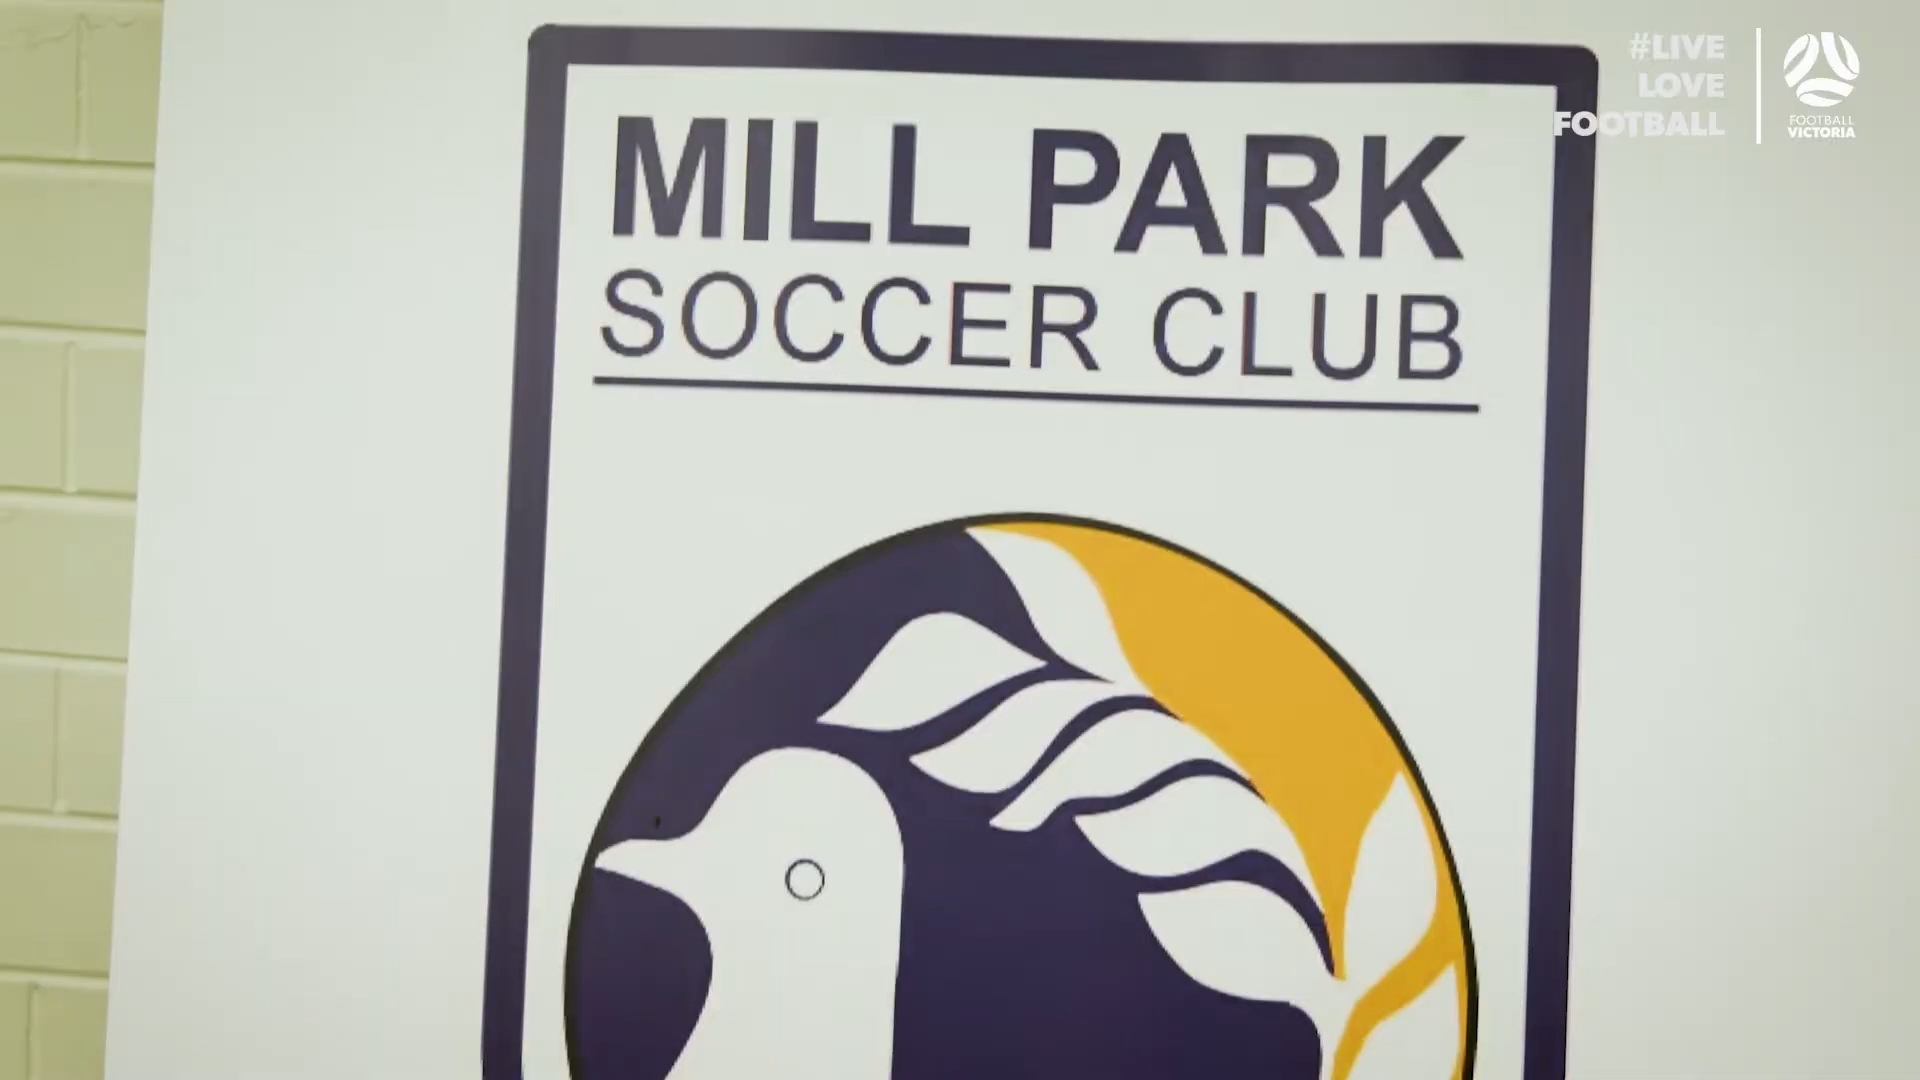 MILL PARK
SOCCER CLUB
#LIVE
LOVE
FOOTBALL
FOOTBALL
VICTORIA